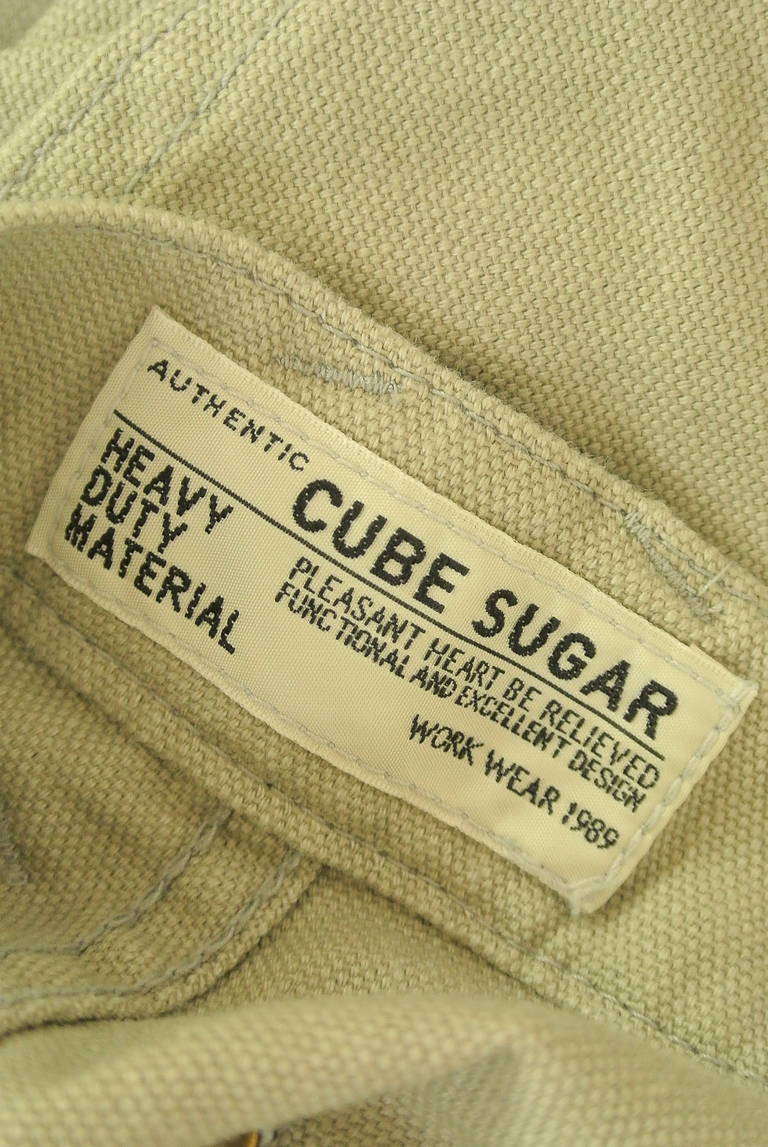 AUTHENTIC
CUBE SUGAR
HEAVY
DUTY
MATERIAL
PLEASANT HEART BE RELIEVED
FUNCTIONAL AND EXCELLENT DESIGN
WORK WEAR 1989